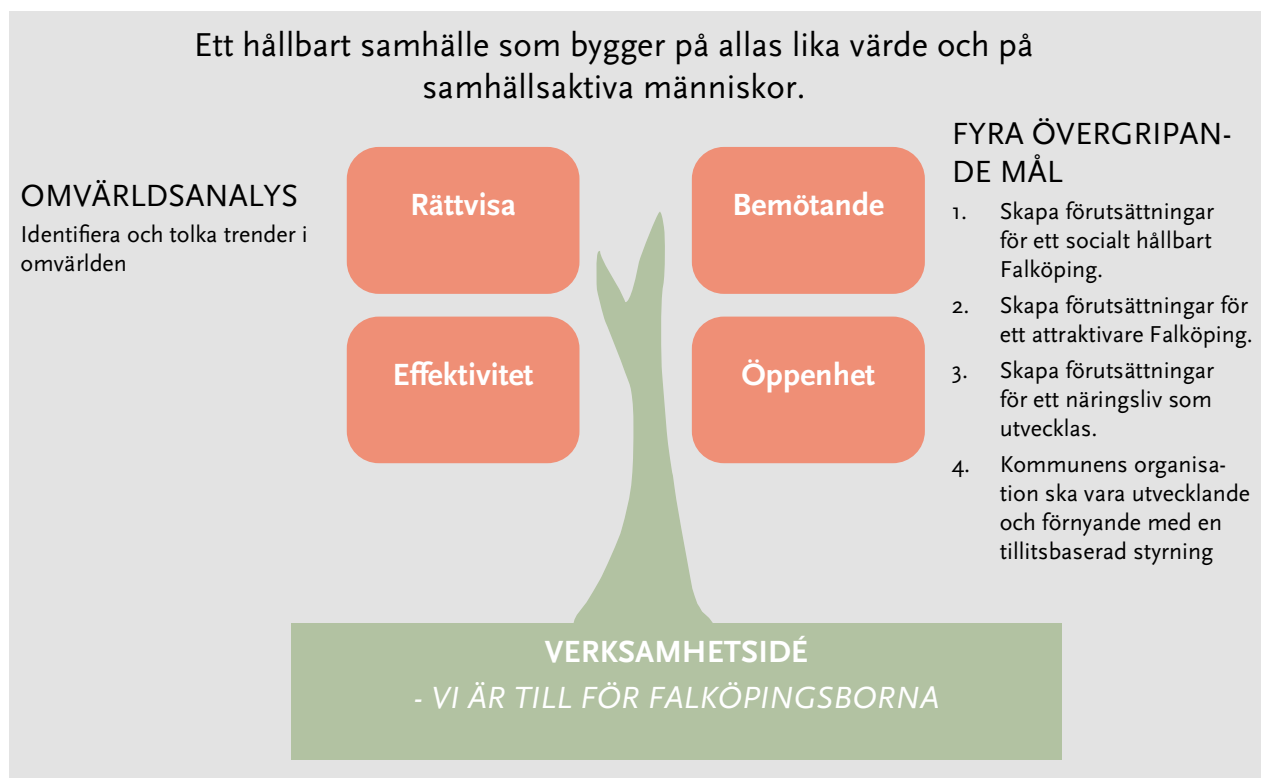 Ett hållbart samhälle som bygger på allas lika värde och på
samhällsaktiva människor.
OMVÄRLDSANALYS
Identifiera och tolka trender i
omvärlden
Rättvisa
Bemötande
Effektivitet
Öppenhet
FYRA ÖVERGRIPAN-
DE MÅL
1. Skapa förutsättningar
för ett socialt hållbart
Falköping.
2. Skapa förutsättningar för
ett attraktivare Falköping.
3. Skapa förutsättningar
för ett näringsliv som
utvecklas.
4. Kommunens organisa-
tion ska vara utvecklande
och förnyande med en
tillitsbaserad styrning
VERKSAMHETSIDÉ
- VI ÄR TILL FÖR FALKÖPINGSBORNA